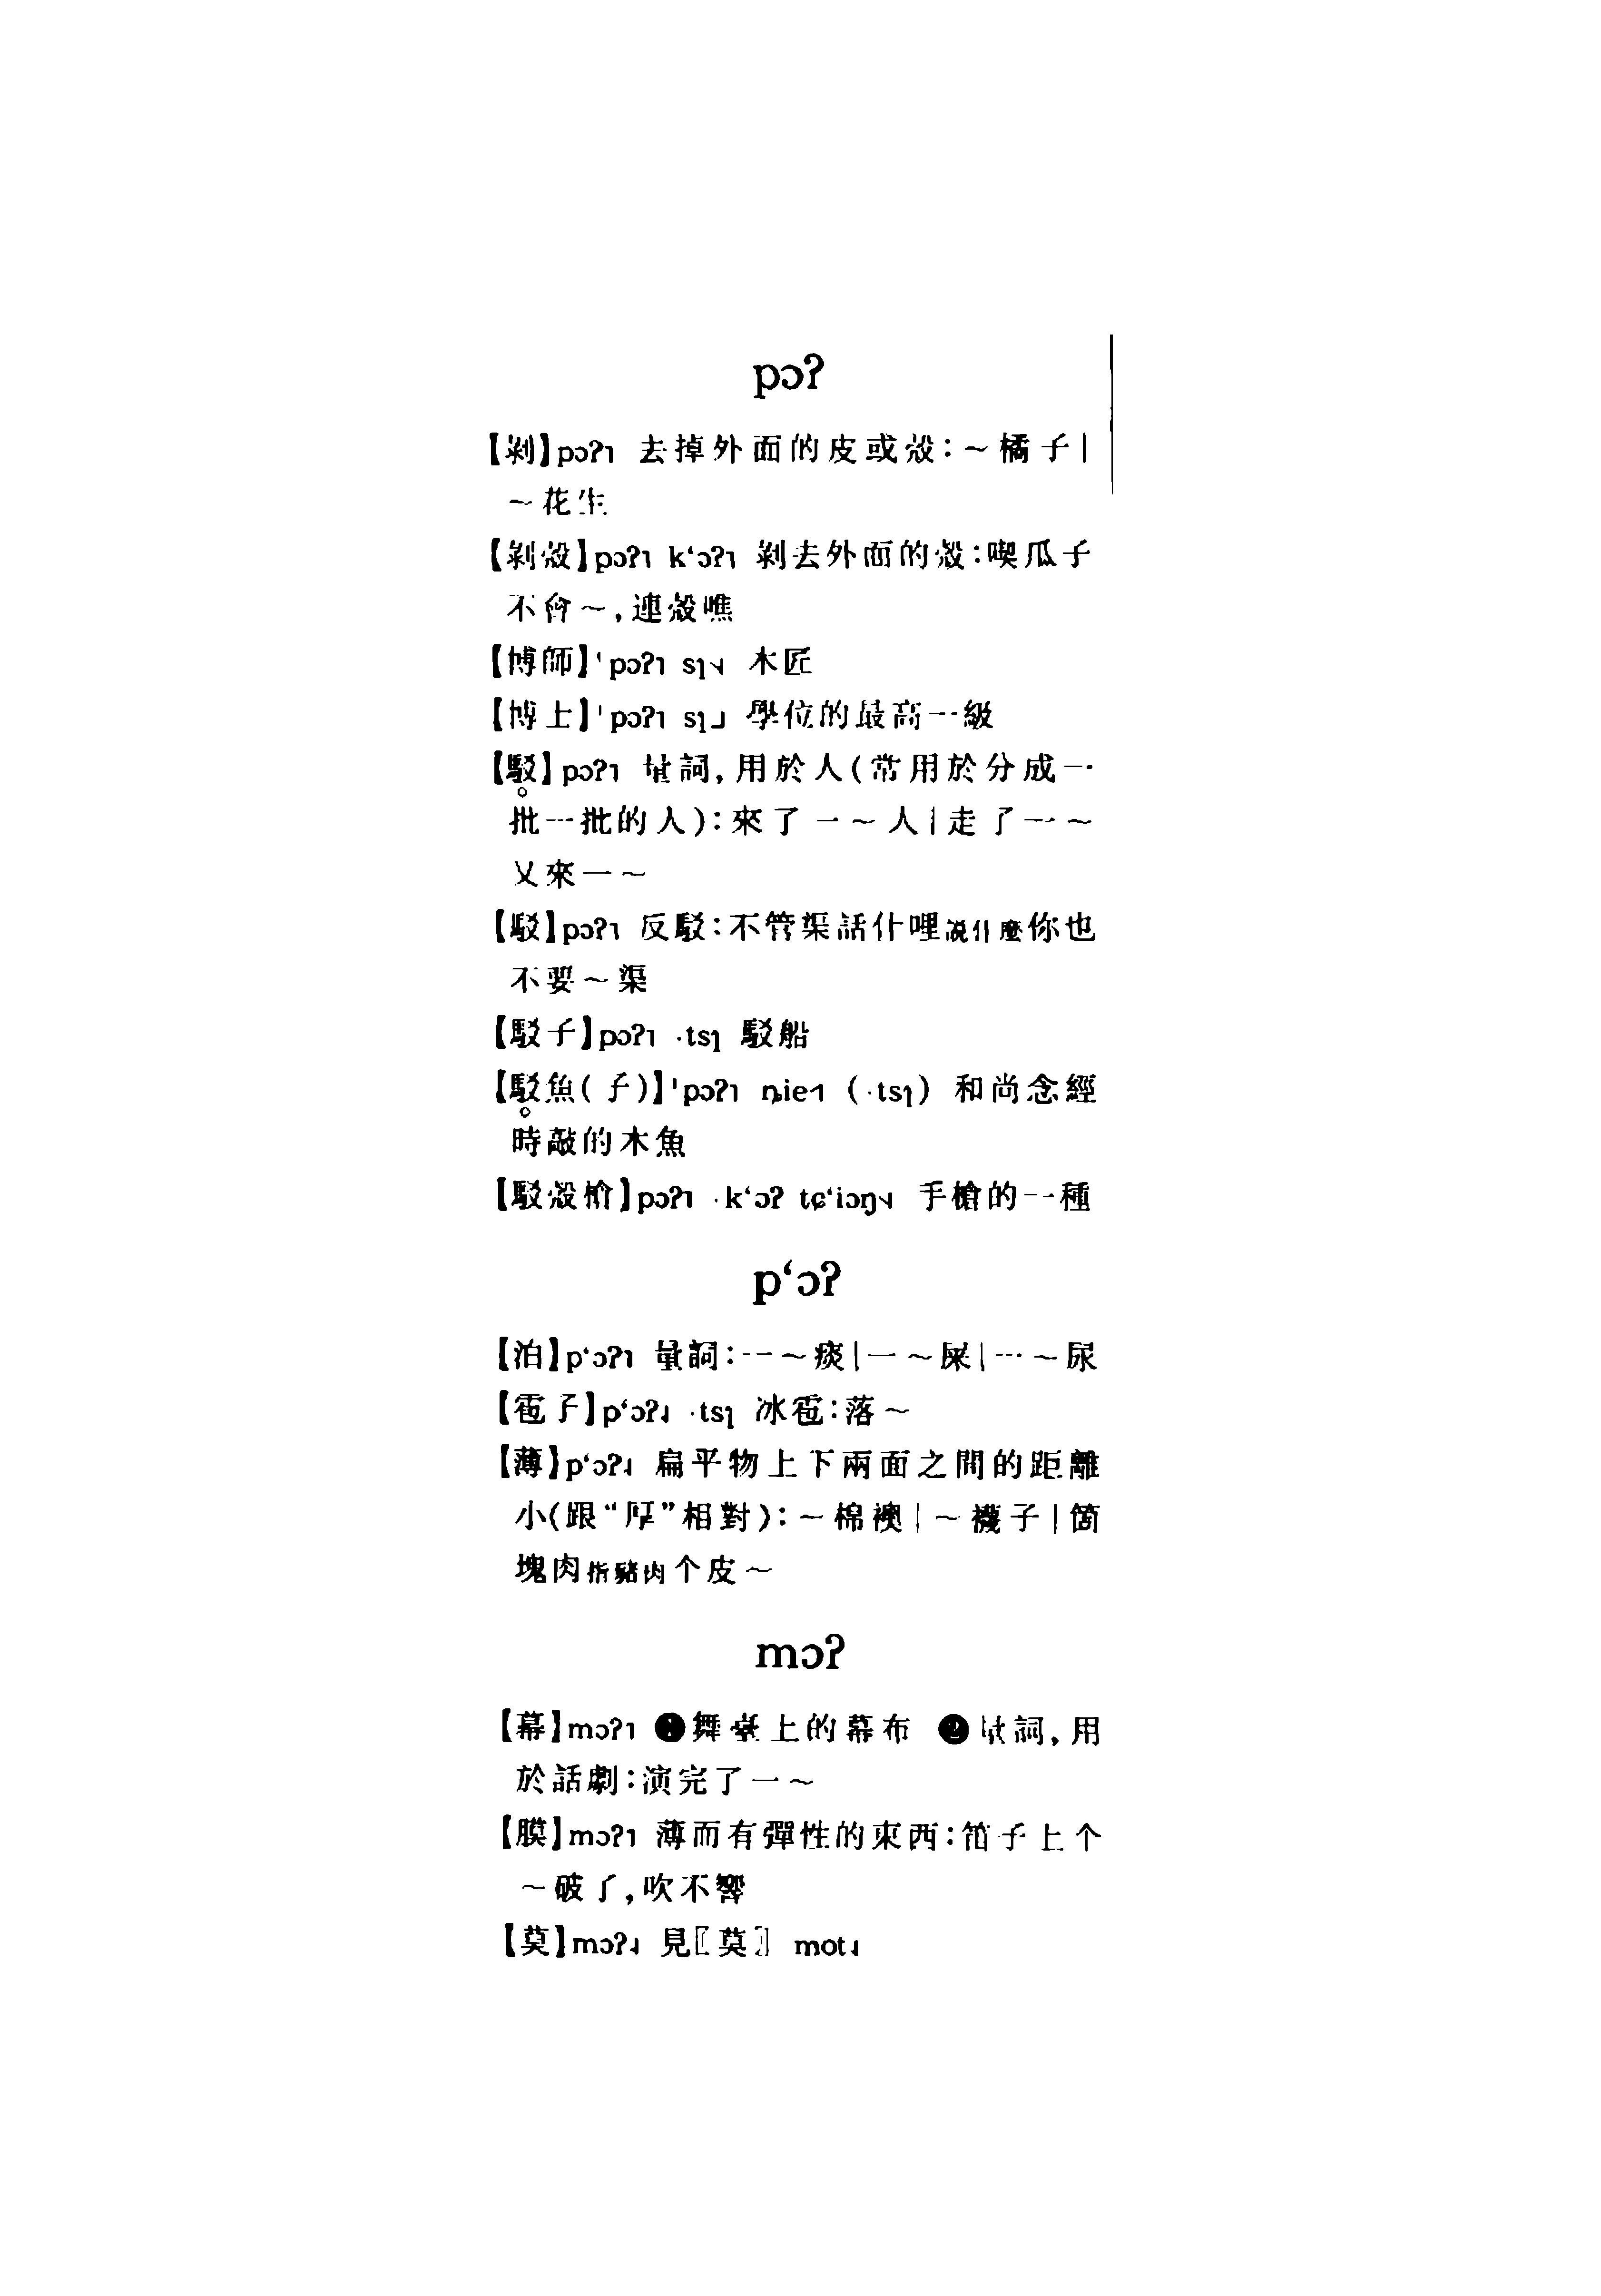 pɔʔ
【剝】pɔʔ˥ 去掉外面的皮或殼:～橘子|
～花生
【剝殼】pɔʔ˥ k‘ɔʔ˥ 剝去外面的殼:喫瓜子
不會～,連殼噍
【博師】ˈpɔʔ˥ sɿ˧˩ 木匠
【博士】ˈpɔʔ˥ sɿ˩ 學位的最高一級
【駁】pɔʔ˥ 量詞,用於人(常用於分成一
批一批的人):來了一～人|走了一～
又來一～
【駁】pɔʔ˥ 反駁:不管渠話什哩説什麽你也
不要～渠
【駁子】pɔʔ˥ ·tsɿ 駁船
【駁魚(子)】ˈpɔʔ˥ ȵie˧˥ (·tsɿ) 和尚念經
時敲的木魚
【駁殼槍】pɔʔ˥ ·k‘ɔʔ tɕ‘iɔŋ˧˩ 手槍的一種
p‘ɔʔ
【泊】p‘ɔʔ˥ 量詞:一～痰|一～屎|一～尿
【雹子】p‘ɔʔ˩ ·tsɿ 冰雹:落～
【薄】p‘ɔʔ˩ 扁平物上下兩面之間的距離
小(跟“厚”相對):～棉襖|～襪子|箇
塊肉指豬肉个皮～
mɔʔ
【幕】mɔʔ˥ ❶舞臺上的幕布 ❷量詞,用
於話劇:演完了一～
【膜】mɔʔ˥ 薄而有彈性的東西:笛子上个
～破了,吹不響
【莫】mɔʔ˩ 見〖莫〗 mot˩